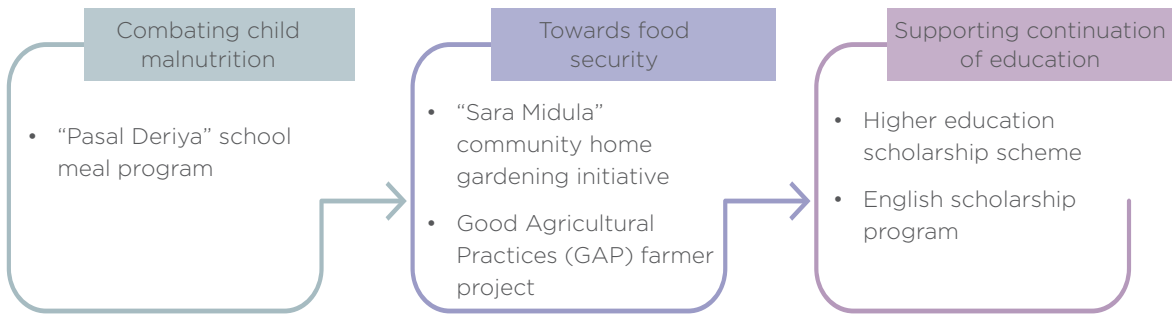 Combating child
malnutrition
• “Pasal Deriya” school
meal program
Towards food
security
• “Sara Midula”
community home
gardening initiative
• Good Agricultural
Practices (GAP) farmer
project
Supporting continuation
of education
• Higher education
scholarship scheme
• English scholarship
program